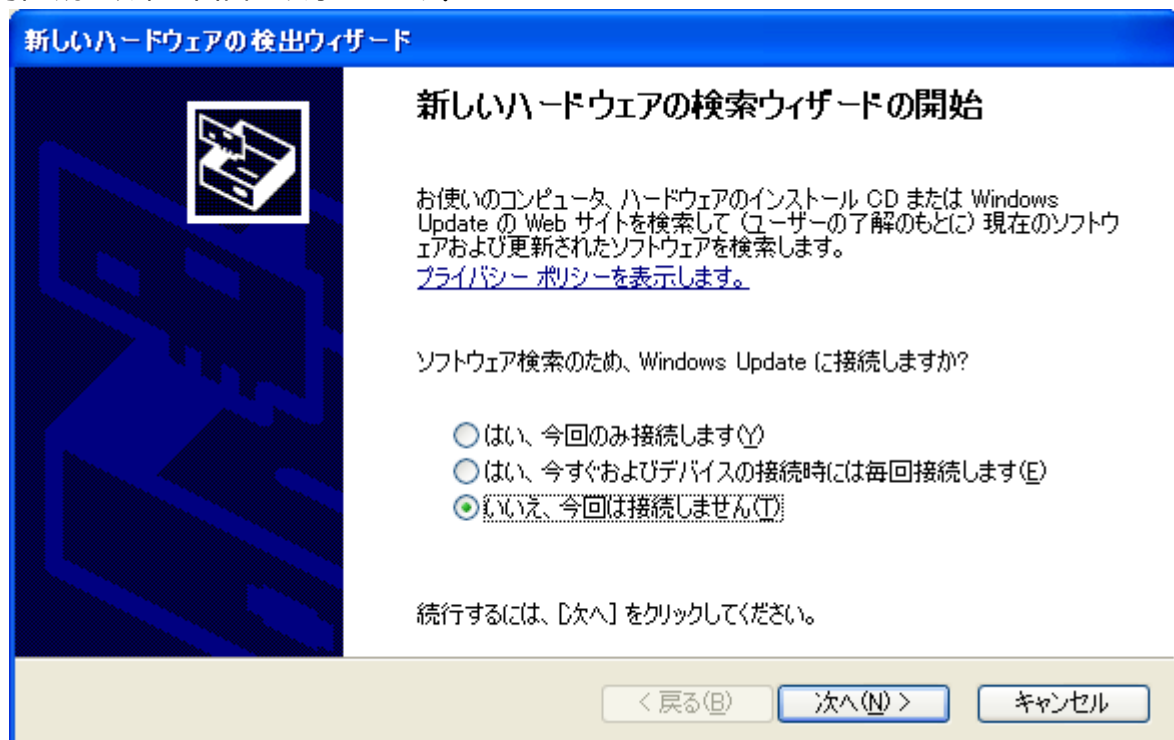 新しいハードウェアの検出ウィザード
新しいハードウェアの検索ウィザードの開始
お使いのコンピュータ、ハードウェアのインストール CD または Windows
Update の Web サイトを検索して (ユーザーの了解のもとに) 現在のソフトウ
ェアおよび更新されたソフトウェアを検索します。
プライバシー ポリシーを表示します。
ソフトウェア検索のため、Windows Update に接続しますか?
はい、今回のみ接続します(Y)
はい、今すぐおよびデバイスの接続時には毎回接続します(E)
いいえ、今回は接続しません(T)
続行するには、[次へ] をクリックしてください。
< 戻る(B)
次へ(N) >
キャンセル